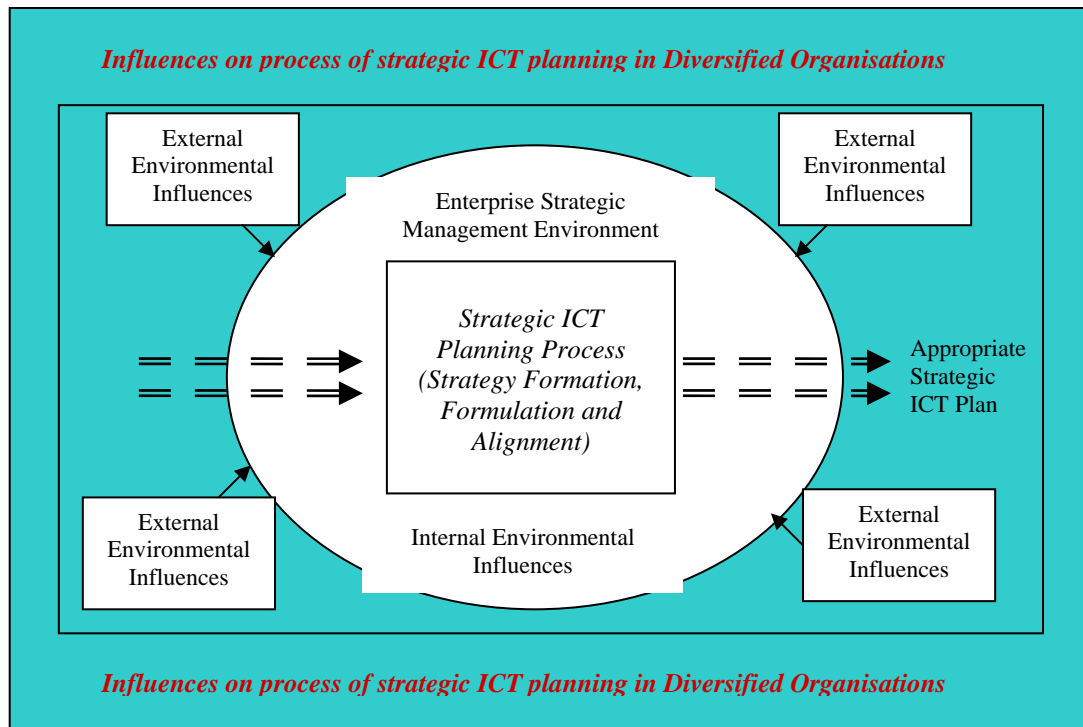 Influences on process of strategic ICT planning in Diversified Organisations
External
Environmental
Influences
External
Environmental
Influences
Enterprise Strategic
Management Environment
Strategic ICT
Planning Process
(Strategy Formation,
Formulation and
Alignment)
Appropriate
Strategic
ICT Plan
External
Environmental
Influences
Internal Environmental
Influences
External
Environmental
Influences
Influences on process of strategic ICT planning in Diversified Organisations